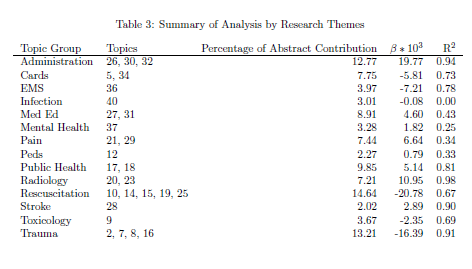 Table 3: Summary of Analysis by Research Themes
Topic Group Topics Percentage of Abstract Contribution β ∗ 10³ R²
Administration 26, 30, 32 12.77 19.77 0.94
Cards 5, 34 7.75 -5.81 0.73
EMS 36 3.97 -7.21 0.78
Infection 40 3.01 -0.08 0.00
Med Ed 27, 31 8.91 4.60 0.43
Mental Health 37 3.28 1.82 0.25
Pain 21, 29 7.44 6.64 0.34
Peds 12 2.27 0.79 0.33
Public Health 17, 18 9.85 5.14 0.81
Radiology 20, 23 7.21 10.95 0.98
Rescuscitation 10, 14, 15, 19, 25 14.64 -20.78 0.67
Stroke 28 2.02 2.89 0.90
Toxicology 9 3.67 -2.35 0.69
Trauma 2, 7, 8, 16 13.21 -16.39 0.91